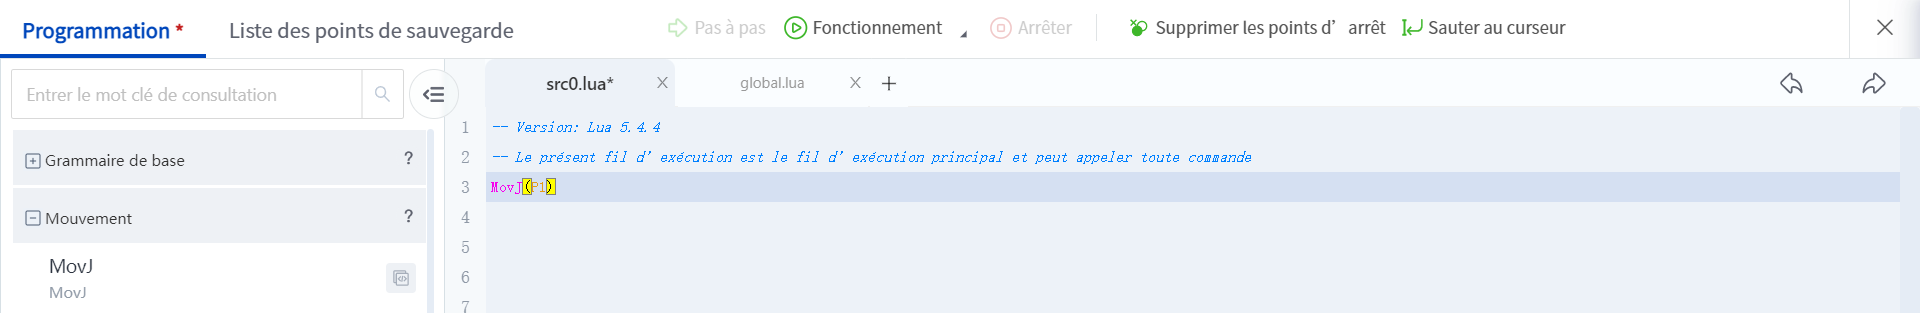 Programmation * Liste des points de sauvegarde Pas à pas Fonctionnement Arrêter Supprimer les points d’ arrêt Sauter au curseur
Entrer le mot clé de consultation src0.lua* X global.lua X +
1 -- Version: Lua 5.4.4
Grammaire de base ? 2 -- Le présent fil d’ exécution est le fil d’ exécution principal et peut appeler toute commande
3 MovJ(P1)
Mouvement ? 4
5
MovJ 6
MovJ 7